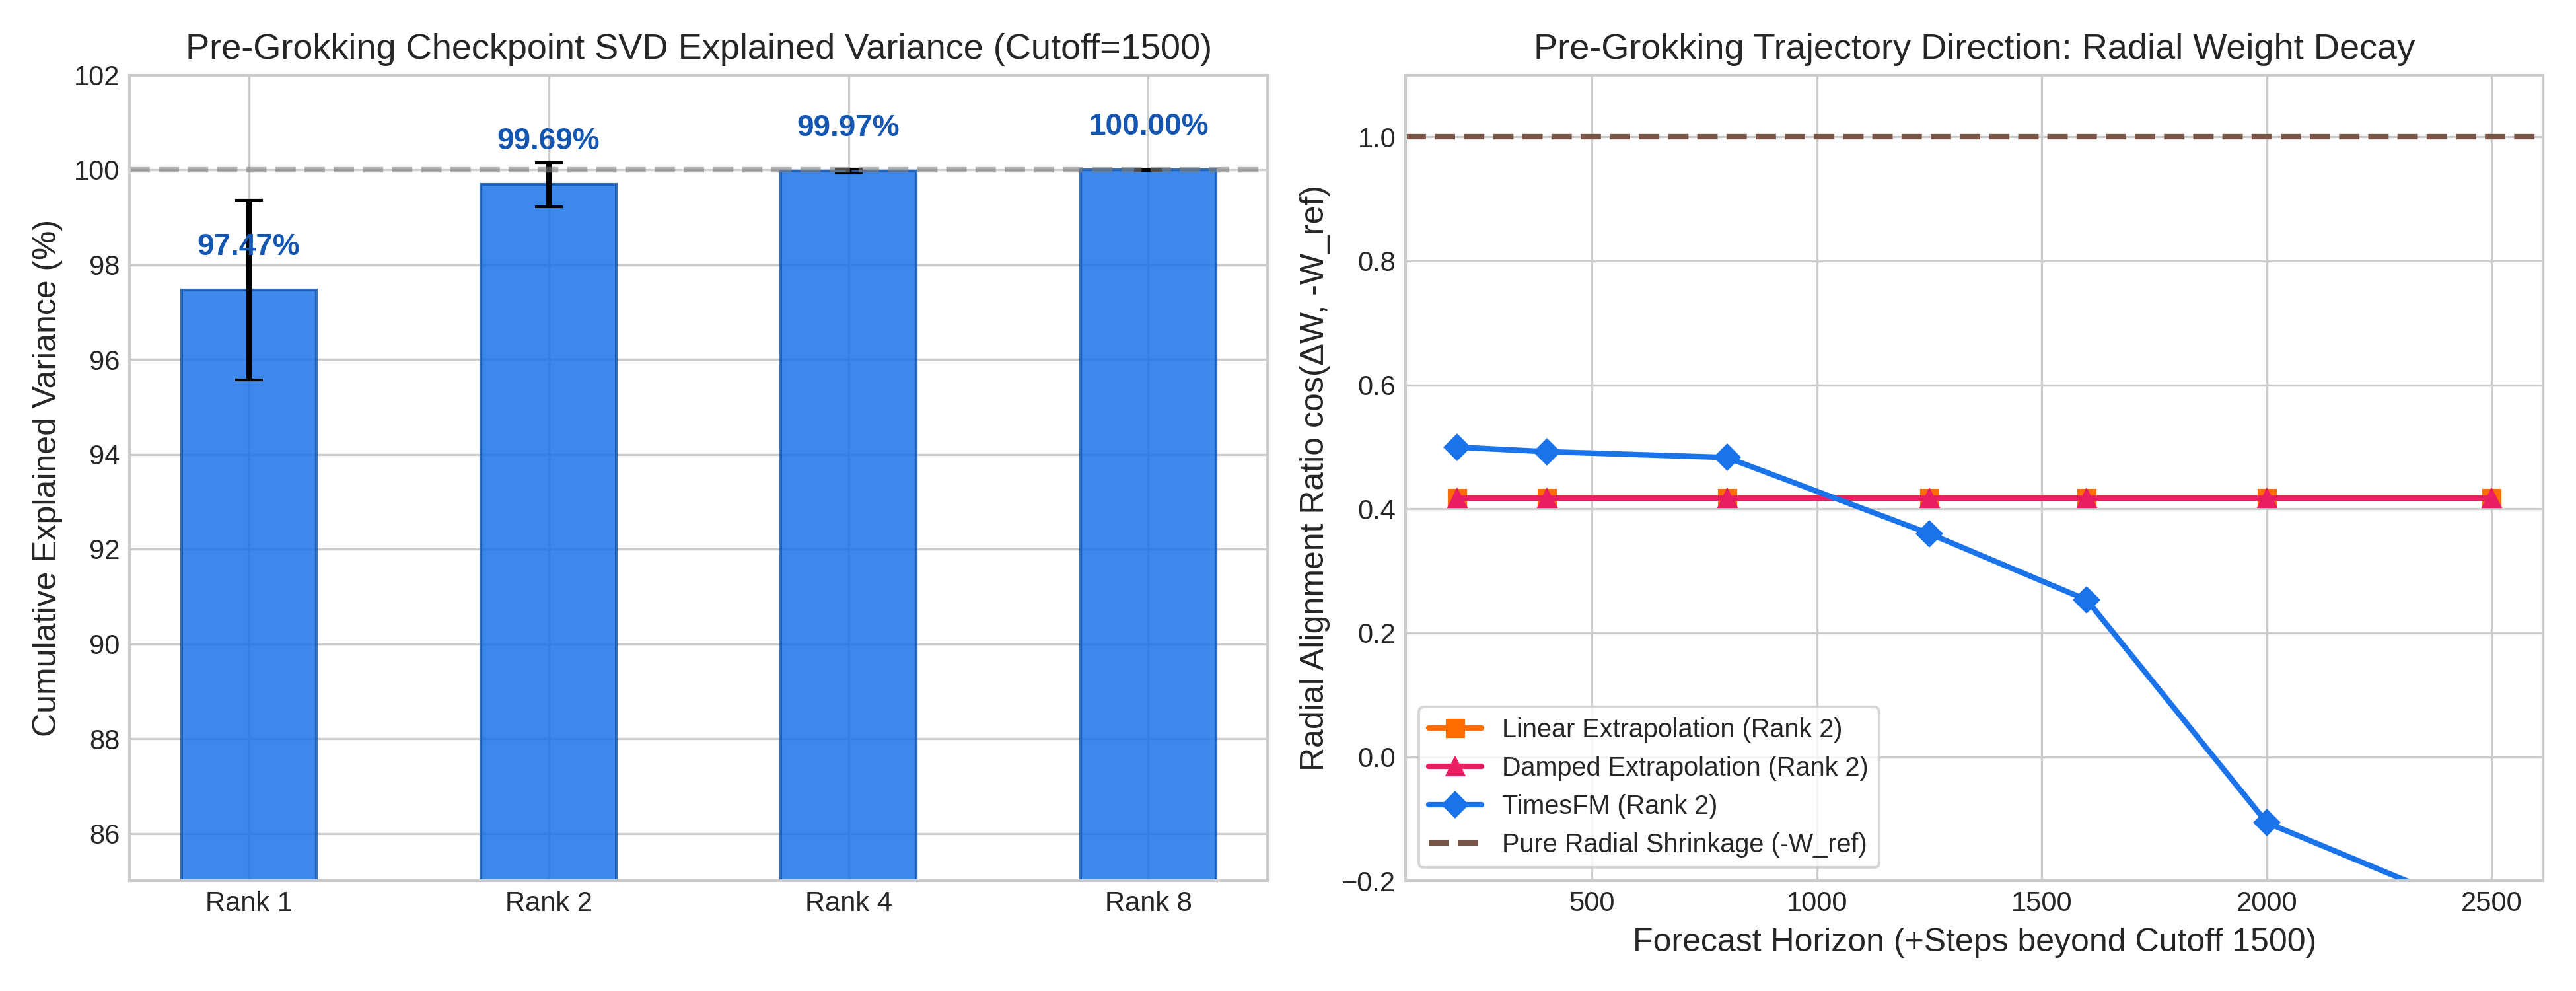 Pre-Grokking Checkpoint SVD Explained Variance (Cutoff=1500)
Cumulative Explained Variance (%)
102
100
98
96
94
92
90
88
86
97.47%
99.69%
99.97%
100.00%
Rank 1
Rank 2
Rank 4
Rank 8
Pre-Grokking Trajectory Direction: Radial Weight Decay
Radial Alignment Ratio cos(ΔW, -W_ref)
1.0
0.8
0.6
0.4
0.2
0.0
−0.2
Linear Extrapolation (Rank 2)
Damped Extrapolation (Rank 2)
TimesFM (Rank 2)
Pure Radial Shrinkage (-W_ref)
500
1000
1500
2000
2500
Forecast Horizon (+Steps beyond Cutoff 1500)